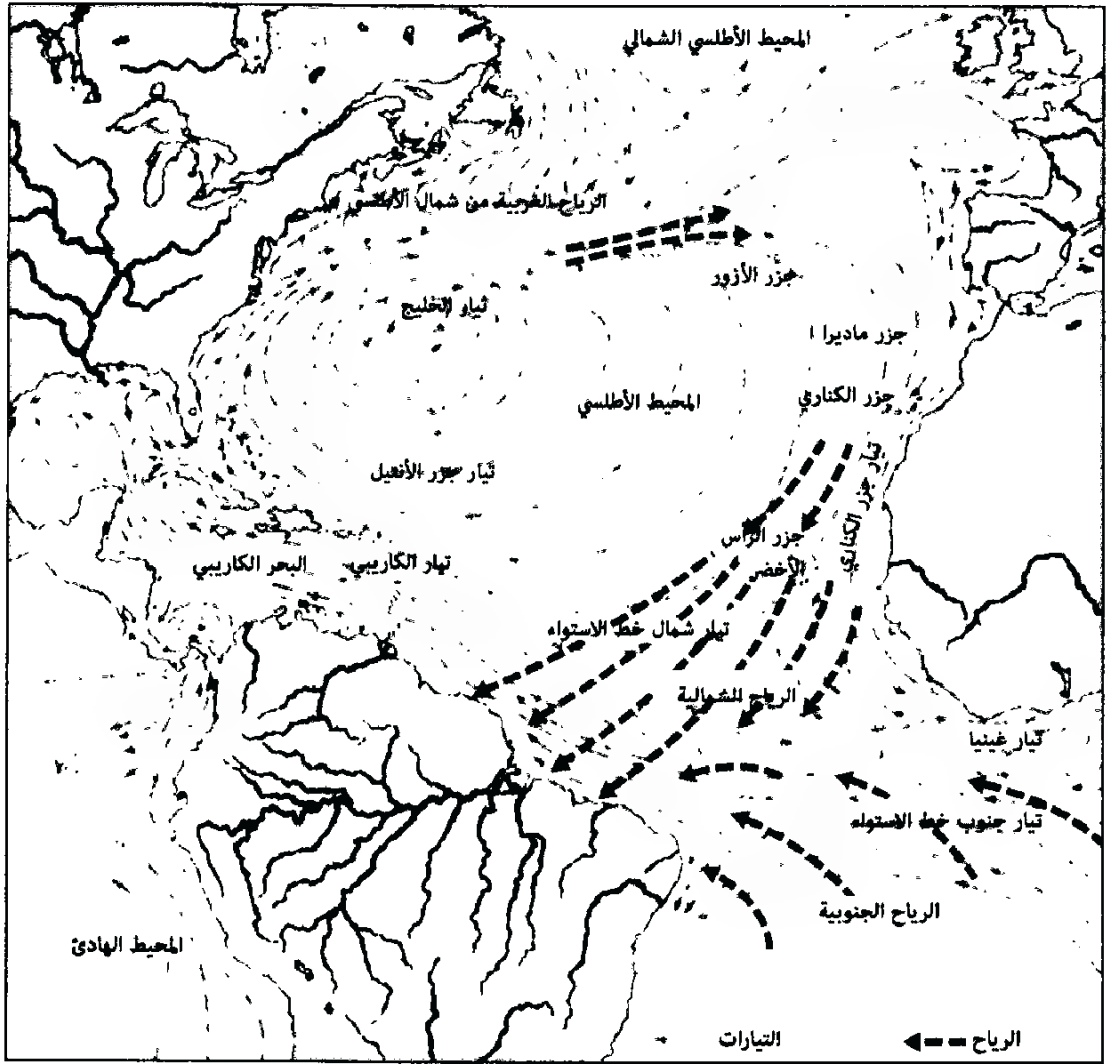 المحيط الأطلسي الشمالي
الرياح الغربية من شمال الأطلسي
جزر الأزور
تيار الخليج
جزر ماديرا
جزر الكناري
المحيط الأطلسي
تيار جزر الكناري
تيار جزر الأنتيل
جزر الرأس
الأخضر
تيار الكاريبي
البحر الكاريبي
تيار شمال خط الاستواء
الرياح الشمالية
تيار غينيا
تيار جنوب خط الاستواء
الرياح الجنوبية
المحيط الهادئ
الرياح
التيارات